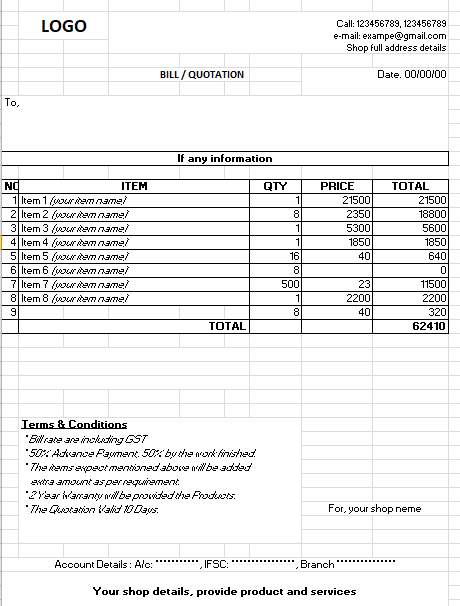 LOGO
Call: 123456789, 123456789
e-mail: exampe@gmail.com
Shop full address details
BILL / QUOTATION
Date. 00/00/00
To,
If any information
NO ITEM QTY PRICE TOTAL
1 Item 1 (your item name) 1 21500 21500
2 Item 2 (your item name) 8 2350 18800
3 Item 3 (your item name) 1 5300 5600
4 Item 4 (your item name) 1 1850 1850
5 Item 5 (your item name) 16 40 640
6 Item 6 (your item name) 8 0
7 Item 7 (your item name) 500 23 11500
8 Item 8 (your item name) 1 2200 2200
9 8 40 320
TOTAL 62410
Terms & Conditions
*Bill rate are including GST
*50% Advance Payment, 50% by the work finished.
*The items expect mentioned above will be added
extra amount as per requirement.
*2 Year Warranty will be provided the Products.
*The Quotation Valid 10 Days.
For, your shop neme
Account Details : A/c: ***********, IFSC: ****************, Branch ***************
Your shop details, provide product and services